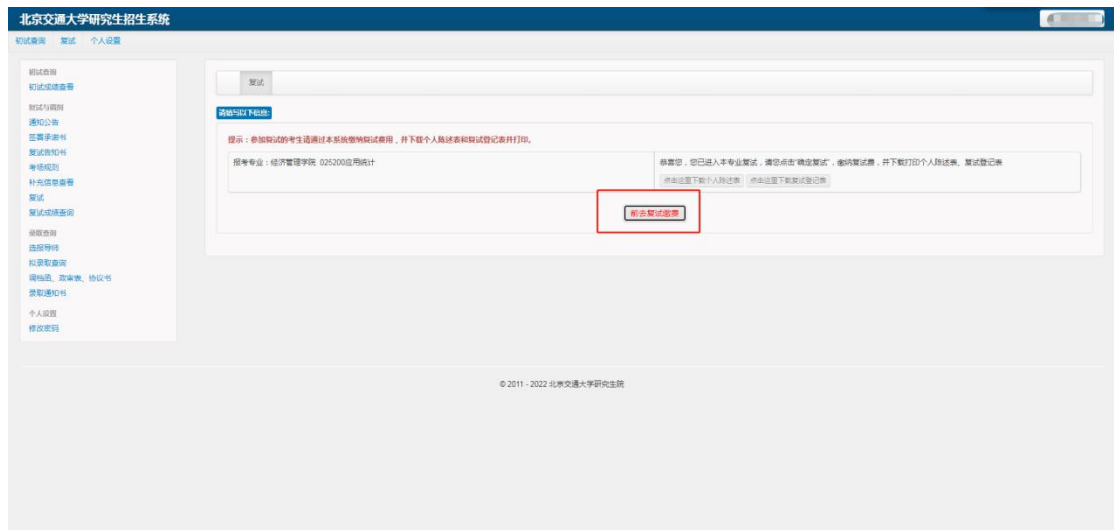 北京交通大学研究生招生系统
初试查询 复试 个人设置
初试查询
初试成绩查看
复试与调剂
通知公告
签署承诺书
复试告知书
考场规则
补充信息查看
复试
复试成绩查询
录取查询
选报导师
拟录取查询
调档函、政审表、协议书
录取通知书
个人设置
修改密码
复试
请填写以下信息:
提示：参加复试的考生请通过本系统缴纳复试费用，并下载个人陈述表和复试登记表并打印。
报考专业：经济管理学院 025200应用统计
恭喜您，您已进入本专业复试，请您点击"确定复试"，缴纳复试费，并下载打印个人陈述表、复试登记表
点击这里下载个人陈述表 点击这里下载复试登记表
前去复试缴费
© 2011 - 2022 北京交通大学研究生院